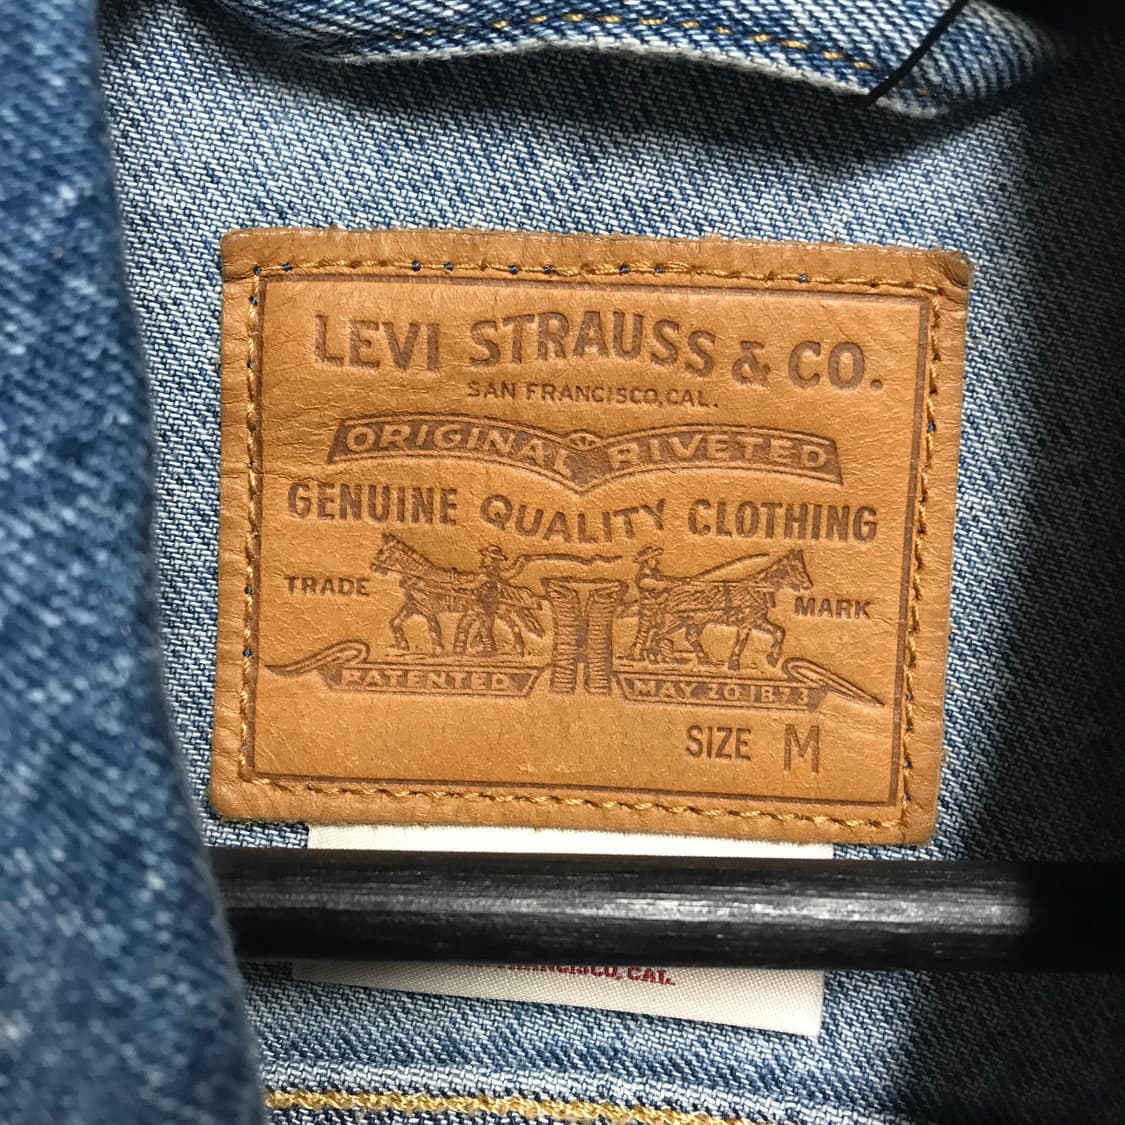 LEVI STRAUSS & CO.
SAN FRANCISCO, CAL.
ORIGINAL RIVETED
GENUINE QUALITY CLOTHING
TRADE MARK
PATENTED MAY 20 1873
SIZE M
FRANCISCO, CAL.